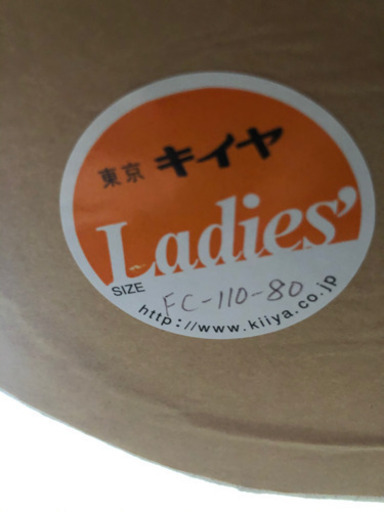 東京 キイヤ
Ladies'
SIZE FC-110-80
http://www.kiiya.co.jp